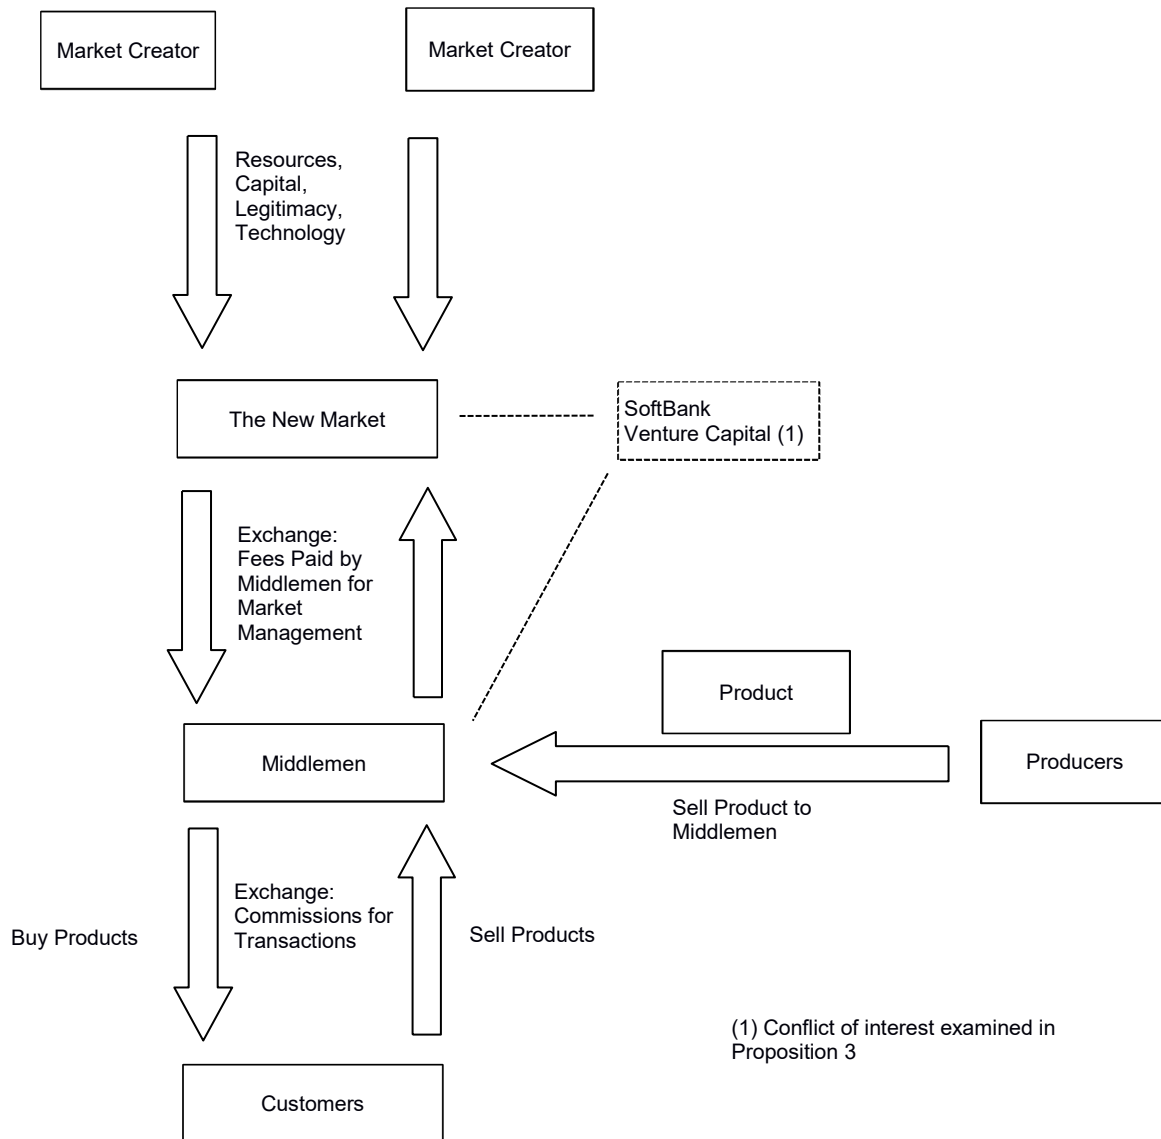 Market Creator
Market Creator
Resources,
Capital,
Legitimacy,
Technology
The New Market
SoftBank
Venture Capital (1)
Exchange:
Fees Paid by
Middlemen for
Market
Management
Product
Middlemen
Producers
Sell Product to
Middlemen
Buy Products
Exchange:
Commissions for
Transactions
Sell Products
(1) Conflict of interest examined in
Proposition 3
Customers